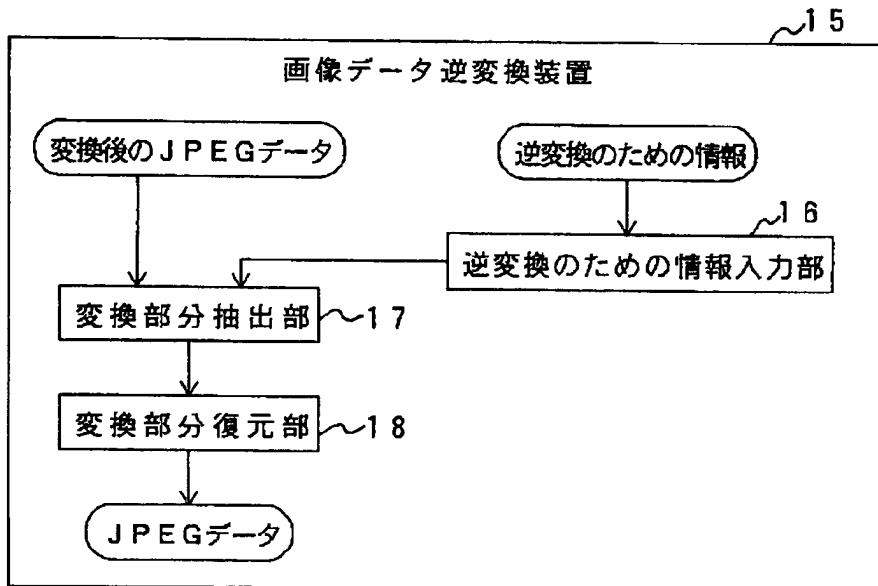 15
画像データ逆変換装置
変換後のJPEGデータ
逆変換のための情報
16
逆変換のための情報入力部
変換部分抽出部
17
変換部分復元部
18
JPEGデータ